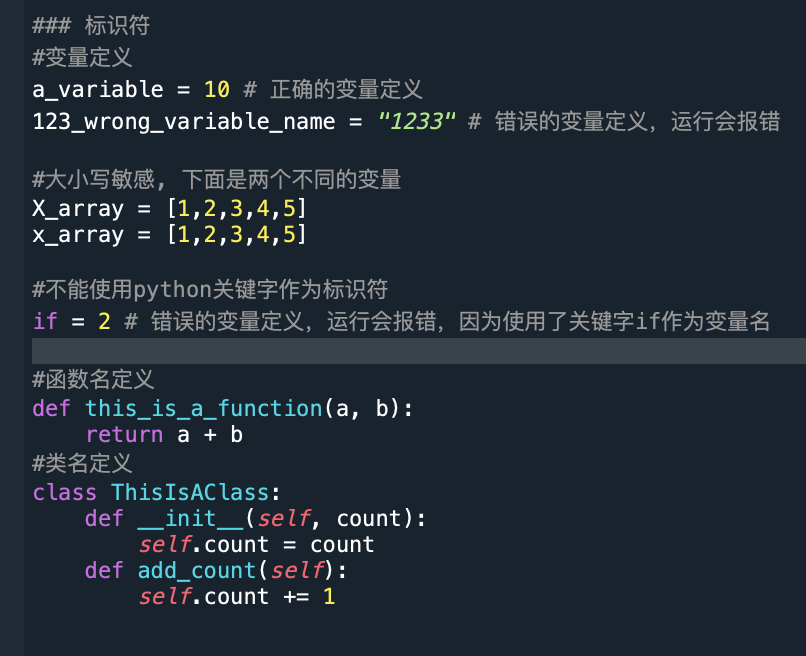 ### 标识符
#变量定义
a_variable = 10 # 正确的变量定义
123_wrong_variable_name = "1233" # 错误的变量定义，运行会报错
#大小写敏感, 下面是两个不同的变量
X_array = [1,2,3,4,5]
x_array = [1,2,3,4,5]
#不能使用python关键字作为标识符
if = 2 # 错误的变量定义，运行会报错，因为使用了关键字if作为变量名
#函数名定义
def this_is_a_function(a, b):
    return a + b
#类名定义
class ThisIsAClass:
    def __init__(self, count):
        self.count = count
    def add_count(self):
        self.count += 1